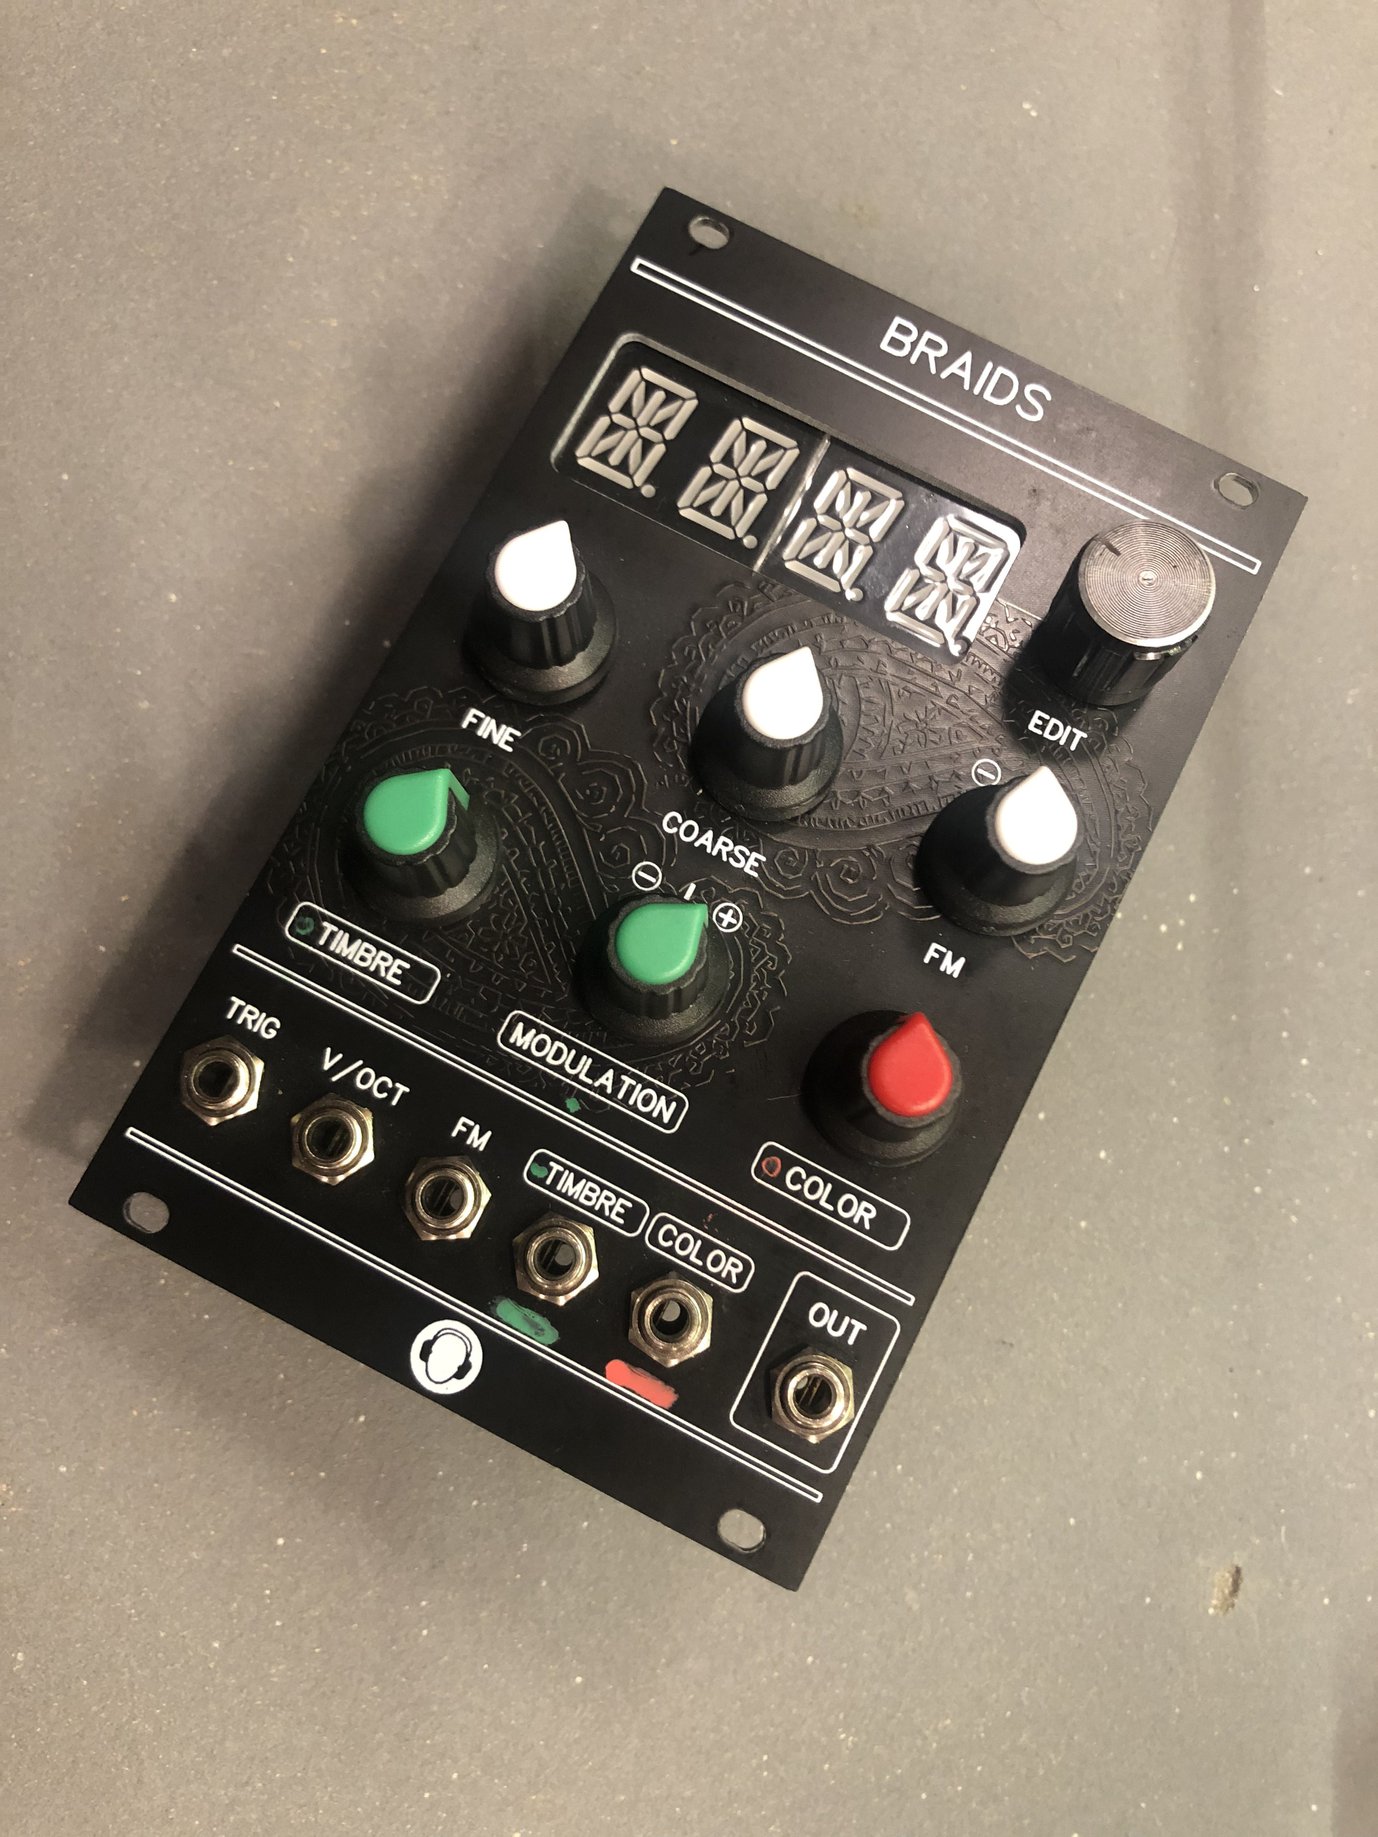 BRAIDS
EDIT
FINE
COARSE
FM
− +
−
TIMBRE
MODULATION
COLOR
TRIG
V/OCT
FM
TIMBRE
COLOR
OUT